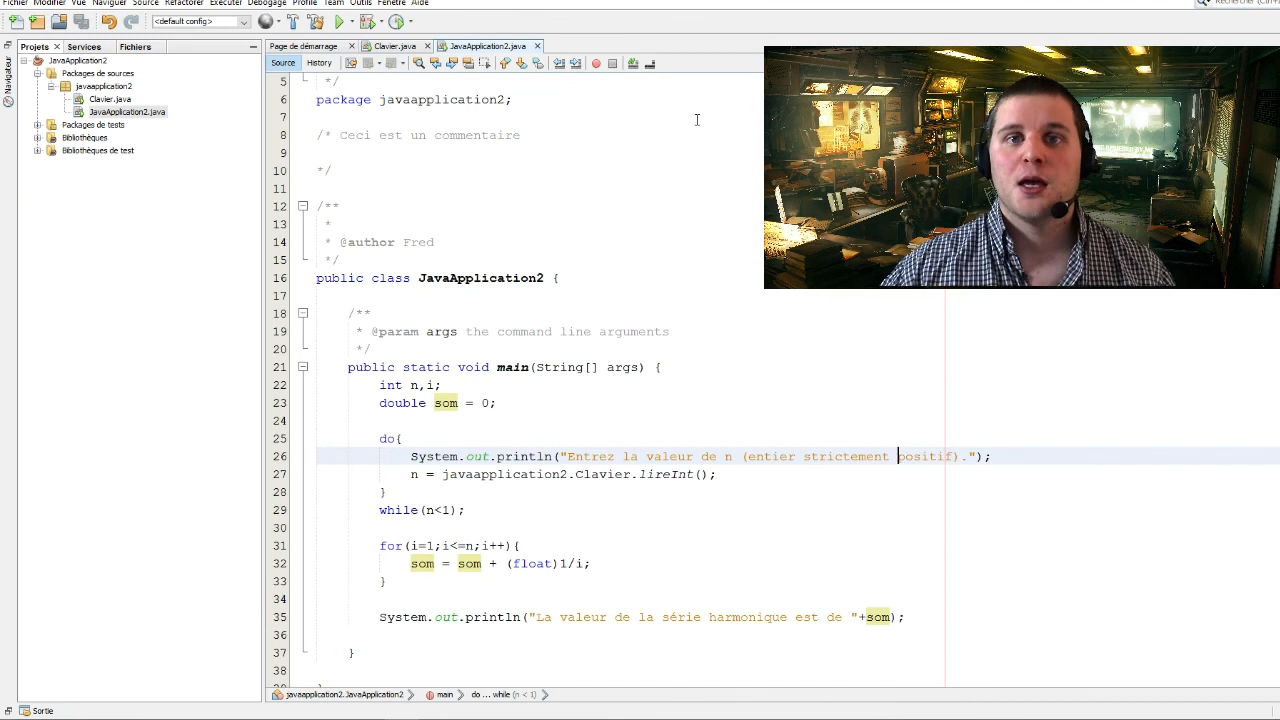 Fichier Modifier Vue Naviguer Source Refactorer Exécuter Débogage Profile Team Outils Fenêtre Aide
<default config>
Projets Services Fichiers
Page de démarrage Clavier.java JavaApplication2.java
Source History
Navigateur
JavaApplication2
Packages de sources
javaapplication2
Clavier.java
JavaApplication2.java
Packages de tests
Bibliothèques
Bibliothèques de test
5 */
6 package javaapplication2;
7
8 /* Ceci est un commentaire
9
10 */
11
12 /**
13 *
14 * @author Fred
15 */
16 public class JavaApplication2 {
17
18 /**
19 * @param args the command line arguments
20 */
21 public static void main(String[] args) {
22 int n,i;
23 double som = 0;
24
25 do{
26 System.out.println("Entrez la valeur de n (entier strictement positif).");
27 n = javaapplication2.Clavier.lireInt();
28 }
29 while(n<1);
30
31 for(i=1;i<=n;i++){
32 som = som + (float)1/i;
33 }
34
35 System.out.println("La valeur de la série harmonique est de "+som);
36
37 }
38
javaapplication2.JavaApplication2 main do ... while (n < 1)
Sortie